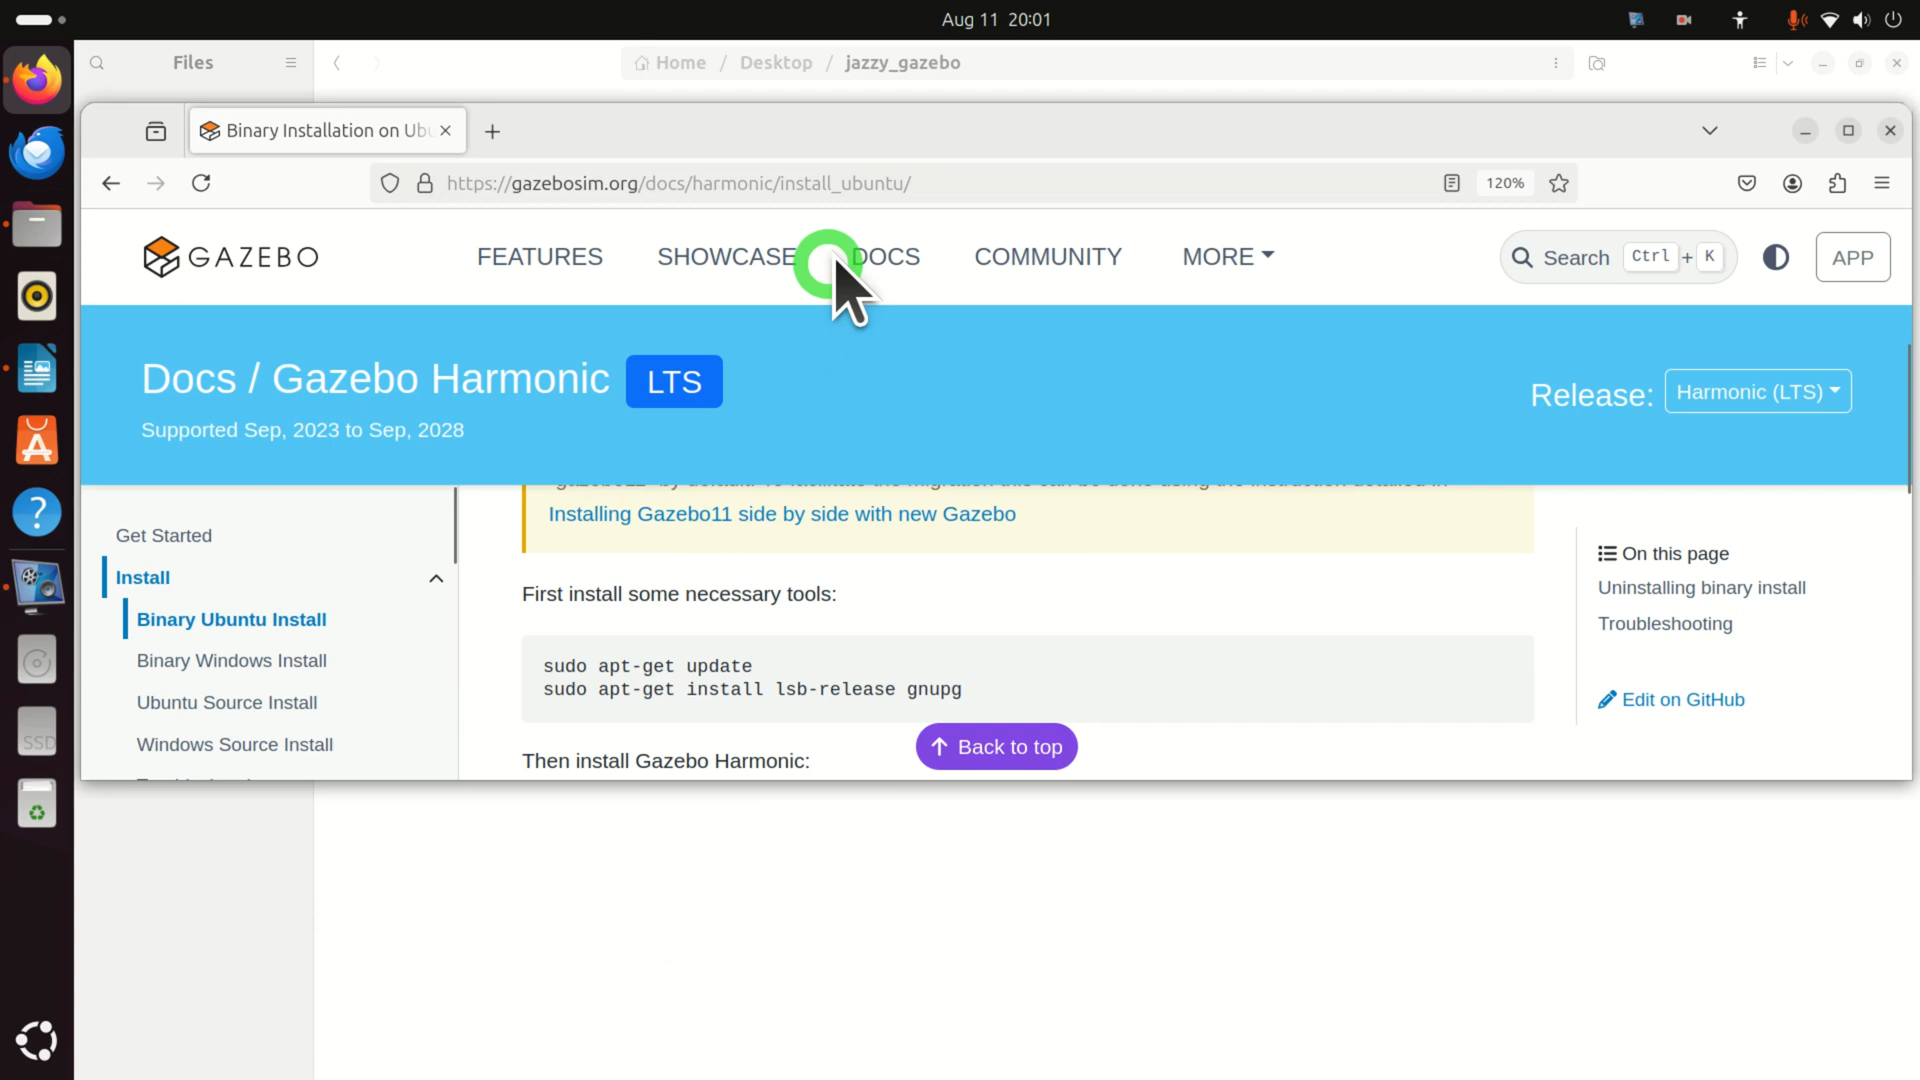 Aug 11 20:01
Files
Home / Desktop / jazzy_gazebo
Binary Installation on Ubu
https://gazebosim.org/docs/harmonic/install_ubuntu/
120%
GAZEBO
FEATURES
SHOWCASE
DOCS
COMMUNITY
MORE
Search Ctrl + K
APP
Docs / Gazebo Harmonic LTS
Supported Sep, 2023 to Sep, 2028
Release: Harmonic (LTS)
Get Started
Install
Binary Ubuntu Install
Binary Windows Install
Ubuntu Source Install
Windows Source Install
Installing Gazebo11 side by side with new Gazebo
First install some necessary tools:
sudo apt-get update
sudo apt-get install lsb-release gnupg
Then install Gazebo Harmonic:
Back to top
On this page
Uninstalling binary install
Troubleshooting
Edit on GitHub
SSD